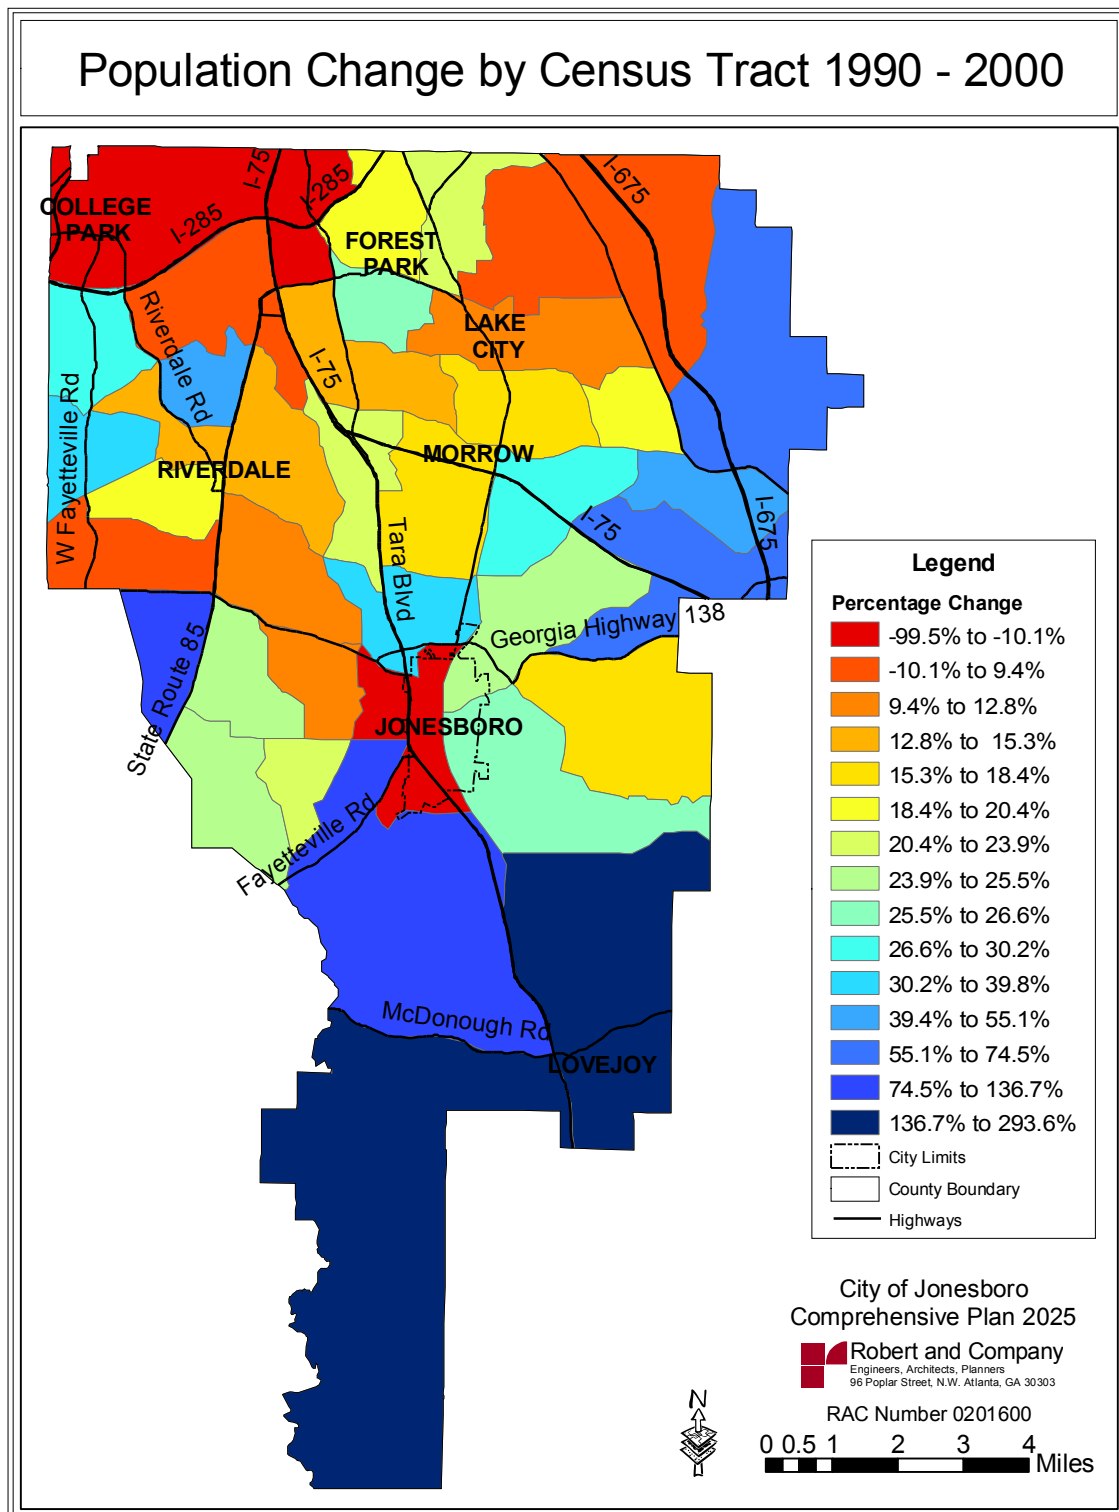 Population Change by Census Tract 1990 - 2000
I-75
I-285
I-675
COLLEGE
PARK
I-285
FOREST
PARK
Riverdale Rd
LAKE
CITY
I-75
W Fayetteville Rd
MORROW
RIVERDALE
Tara Blvd
I-75
I-675
Georgia Highway 138
State Route 85
JONESBORO
Fayetteville Rd
McDonough Rd
LOVEJOY
Legend
Percentage Change
-99.5% to -10.1%
-10.1% to 9.4%
9.4% to 12.8%
12.8% to 15.3%
15.3% to 18.4%
18.4% to 20.4%
20.4% to 23.9%
23.9% to 25.5%
25.5% to 26.6%
26.6% to 30.2%
30.2% to 39.8%
39.4% to 55.1%
55.1% to 74.5%
74.5% to 136.7%
136.7% to 293.6%
City Limits
County Boundary
Highways
City of Jonesboro
Comprehensive Plan 2025
Robert and Company
Engineers, Architects, Planners
96 Poplar Street, N.W. Atlanta, GA 30303
RAC Number 0201600
N
0 0.5 1 2 3 4
Miles